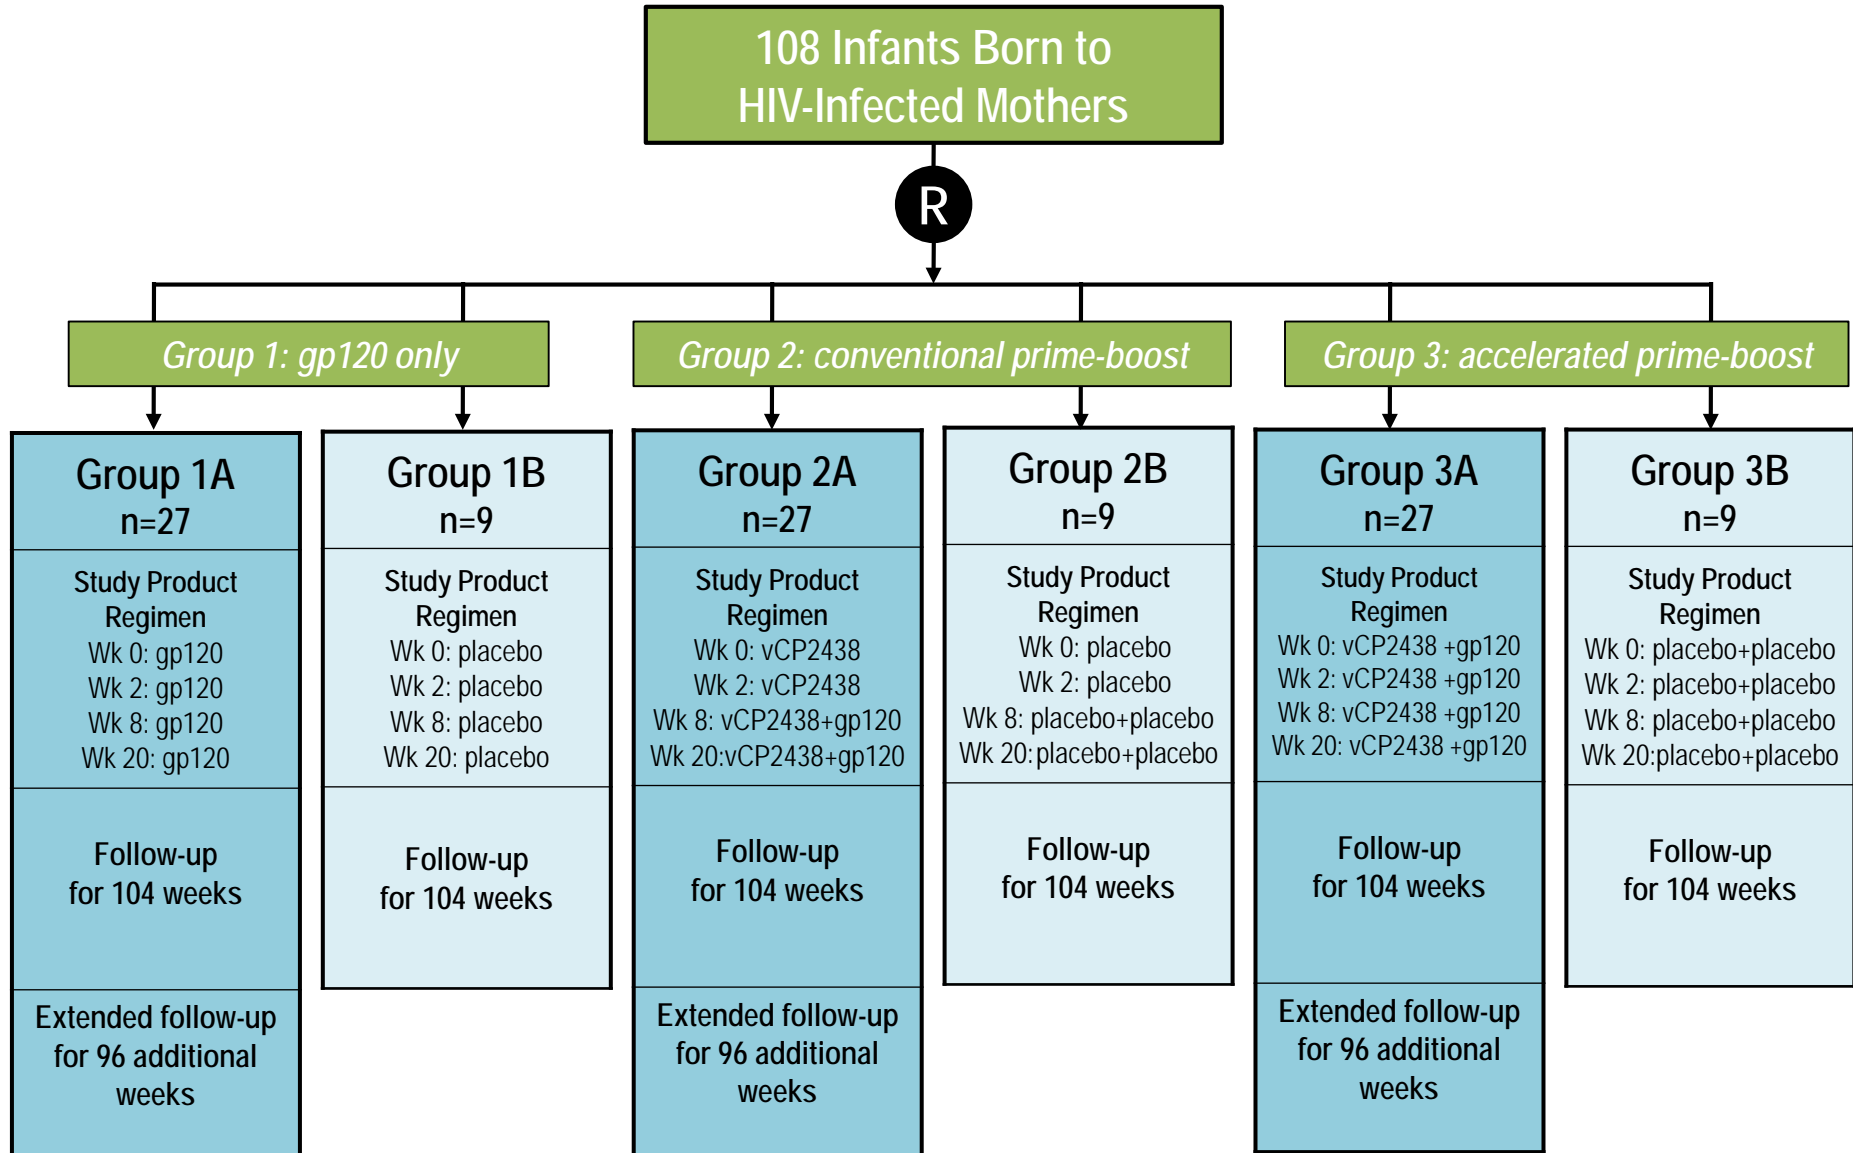 108 Infants Born to
HIV-Infected Mothers
R
Group 1: gp120 only
Group 2: conventional prime-boost
Group 3: accelerated prime-boost
Group 1A
n=27
Study Product
Regimen
Wk 0: gp120
Wk 2: gp120
Wk 8: gp120
Wk 20: gp120
Follow-up
for 104 weeks
Extended follow-up
for 96 additional
weeks
Group 1B
n=9
Study Product
Regimen
Wk 0: placebo
Wk 2: placebo
Wk 8: placebo
Wk 20: placebo
Follow-up
for 104 weeks
Group 2A
n=27
Study Product
Regimen
Wk 0: vCP2438
Wk 2: vCP2438
Wk 8: vCP2438+gp120
Wk 20:vCP2438+gp120
Follow-up
for 104 weeks
Extended follow-up
for 96 additional
weeks
Group 2B
n=9
Study Product
Regimen
Wk 0: placebo
Wk 2: placebo
Wk 8: placebo+placebo
Wk 20:placebo+placebo
Follow-up
for 104 weeks
Group 3A
n=27
Study Product
Regimen
Wk 0: vCP2438 +gp120
Wk 2: vCP2438 +gp120
Wk 8: vCP2438 +gp120
Wk 20: vCP2438 +gp120
Follow-up
for 104 weeks
Extended follow-up
for 96 additional
weeks
Group 3B
n=9
Study Product
Regimen
Wk 0: placebo+placebo
Wk 2: placebo+placebo
Wk 8: placebo+placebo
Wk 20:placebo+placebo
Follow-up
for 104 weeks